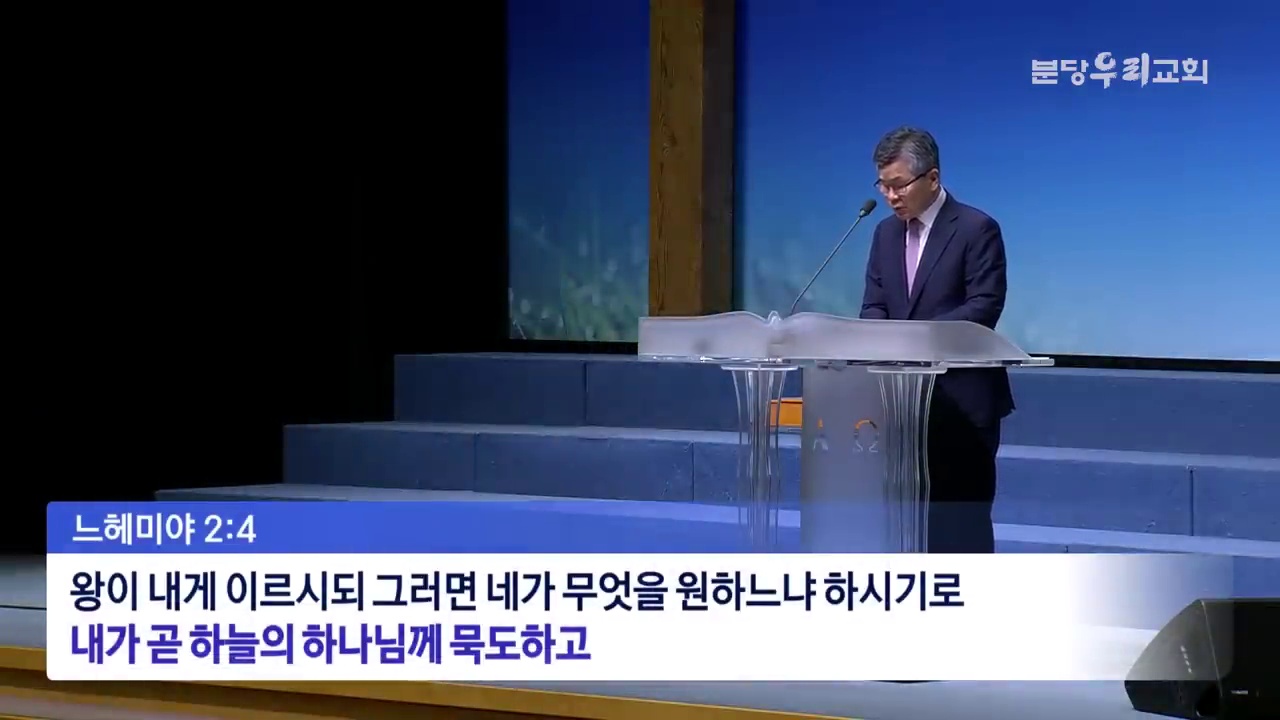 분당우리교회
Α Ω
느헤미야 2:4
왕이 내게 이르시되 그러면 네가 무엇을 원하느냐 하시기로
내가 곧 하늘의 하나님께 묵도하고